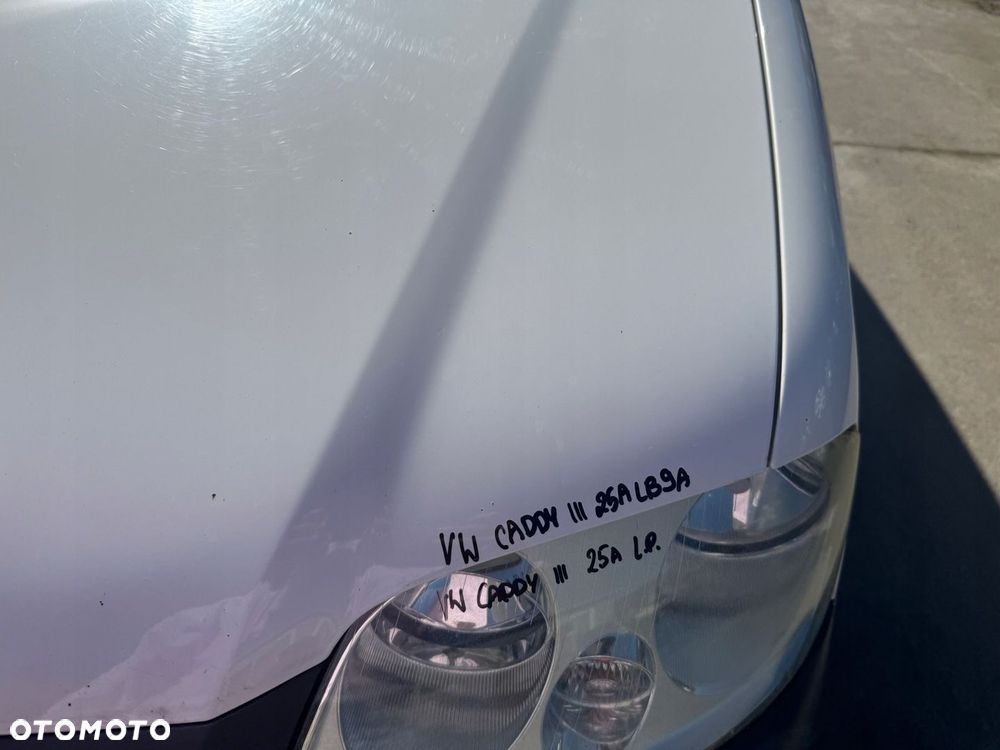 VW CADDY III 25A LB9A
VW CADDY III 25A L.P.
OTOMOTO